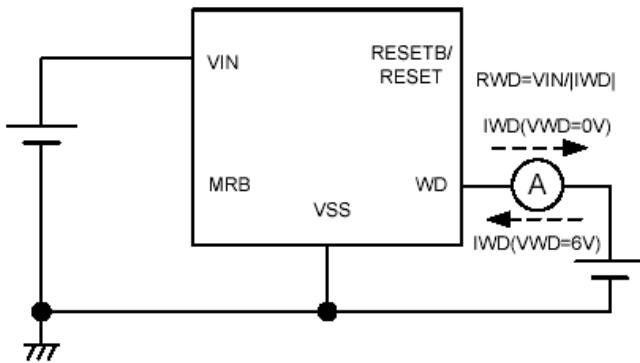 VIN
RESETB/
RESET
RWD=VIN/|IWD|
IWD(VWD=0V)
MRB
WD
A
VSS
IWD(VWD=6V)